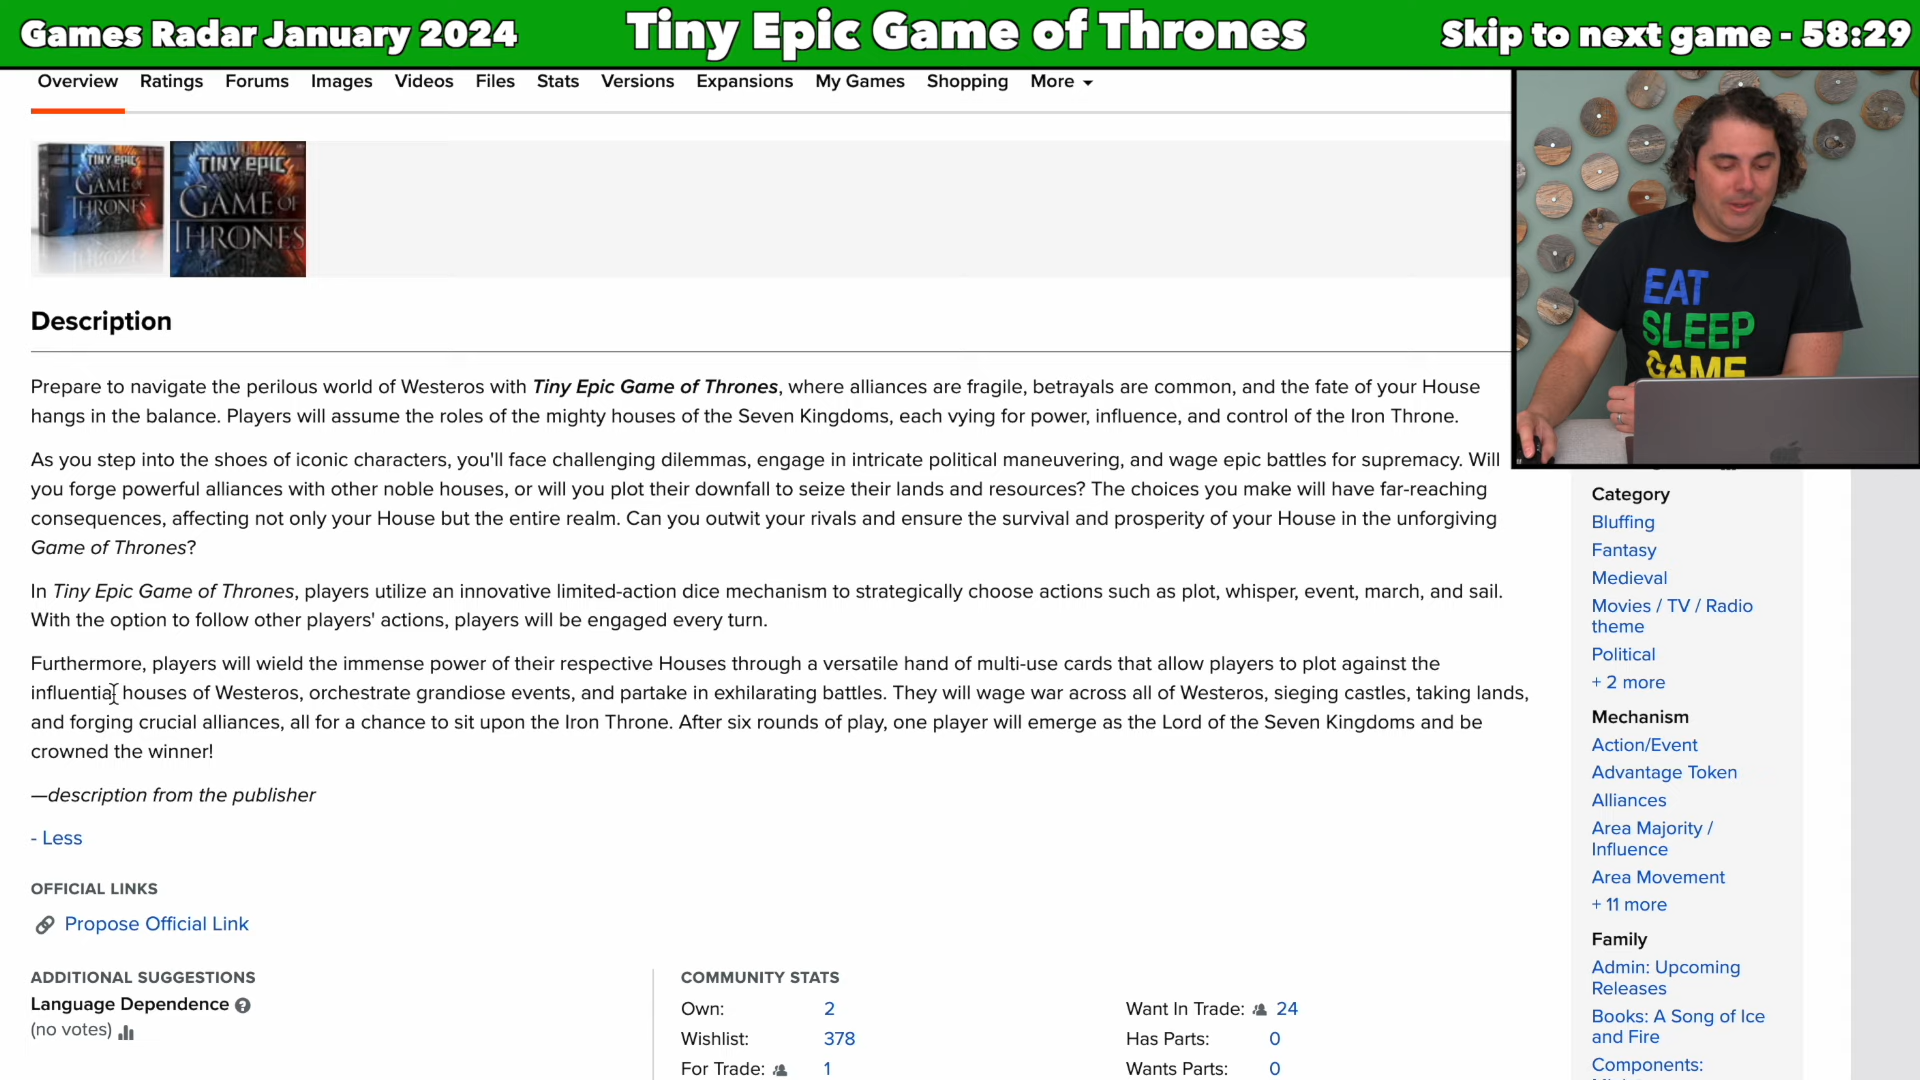 Games Radar January 2024
Tiny Epic Game of Thrones
Skip to next game - 58:29
Overview Ratings Forums Images Videos Files Stats Versions Expansions My Games Shopping More
TINY EPIC
GAME OF
THRONES
TINY EPIC
GAME OF
THRONES
EAT
SLEEP
GAME
Description
Prepare to navigate the perilous world of Westeros with Tiny Epic Game of Thrones, where alliances are fragile, betrayals are common, and the fate of your House
hangs in the balance. Players will assume the roles of the mighty houses of the Seven Kingdoms, each vying for power, influence, and control of the Iron Throne.
As you step into the shoes of iconic characters, you'll face challenging dilemmas, engage in intricate political maneuvering, and wage epic battles for supremacy. Will
you forge powerful alliances with other noble houses, or will you plot their downfall to seize their lands and resources? The choices you make will have far-reaching
consequences, affecting not only your House but the entire realm. Can you outwit your rivals and ensure the survival and prosperity of your House in the unforgiving
Game of Thrones?
In Tiny Epic Game of Thrones, players utilize an innovative limited-action dice mechanism to strategically choose actions such as plot, whisper, event, march, and sail.
With the option to follow other players' actions, players will be engaged every turn.
Furthermore, players will wield the immense power of their respective Houses through a versatile hand of multi-use cards that allow players to plot against the
influential houses of Westeros, orchestrate grandiose events, and partake in exhilarating battles. They will wage war across all of Westeros, sieging castles, taking lands,
and forging crucial alliances, all for a chance to sit upon the Iron Throne. After six rounds of play, one player will emerge as the Lord of the Seven Kingdoms and be
crowned the winner!
—description from the publisher
- Less
OFFICIAL LINKS
Propose Official Link
ADDITIONAL SUGGESTIONS
Language Dependence
(no votes)
COMMUNITY STATS
Own: 2
Wishlist: 378
For Trade: 1
Want In Trade: 24
Has Parts: 0
Wants Parts: 0
Category
Bluffing
Fantasy
Medieval
Movies / TV / Radio
theme
Political
+ 2 more
Mechanism
Action/Event
Advantage Token
Alliances
Area Majority /
Influence
Area Movement
+ 11 more
Family
Admin: Upcoming
Releases
Books: A Song of Ice
and Fire
Components: